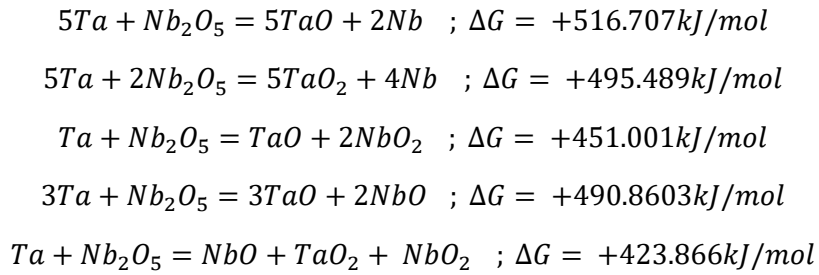 5Ta + Nb₂O₅ = 5TaO + 2Nb ; ΔG = +516.707kJ/mol
5Ta + 2Nb₂O₅ = 5TaO₂ + 4Nb ; ΔG = +495.489kJ/mol
Ta + Nb₂O₅ = TaO + 2NbO₂ ; ΔG = +451.001kJ/mol
3Ta + Nb₂O₅ = 3TaO + 2NbO ; ΔG = +490.8603kJ/mol
Ta + Nb₂O₅ = NbO + TaO₂ + NbO₂ ; ΔG = +423.866kJ/mol